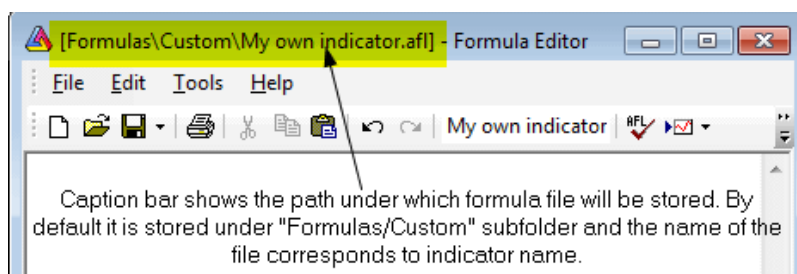 [Formulas\Custom\My own indicator.afl] - Formula Editor
File Edit Tools Help
My own indicator AFL
Caption bar shows the path under which formula file will be stored. By
default it is stored under "Formulas/Custom" subfolder and the name of the
file corresponds to indicator name.